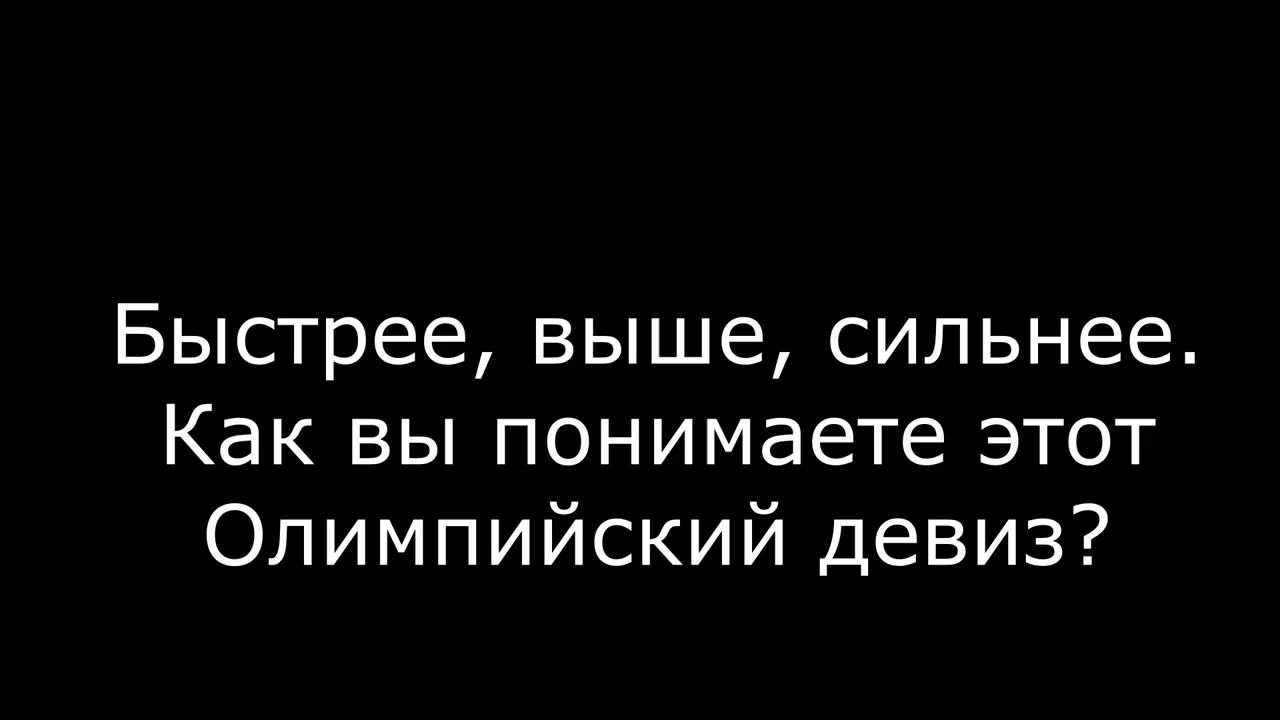 Быстрее, выше, сильнее.
Как вы понимаете этот
Олимпийский девиз?